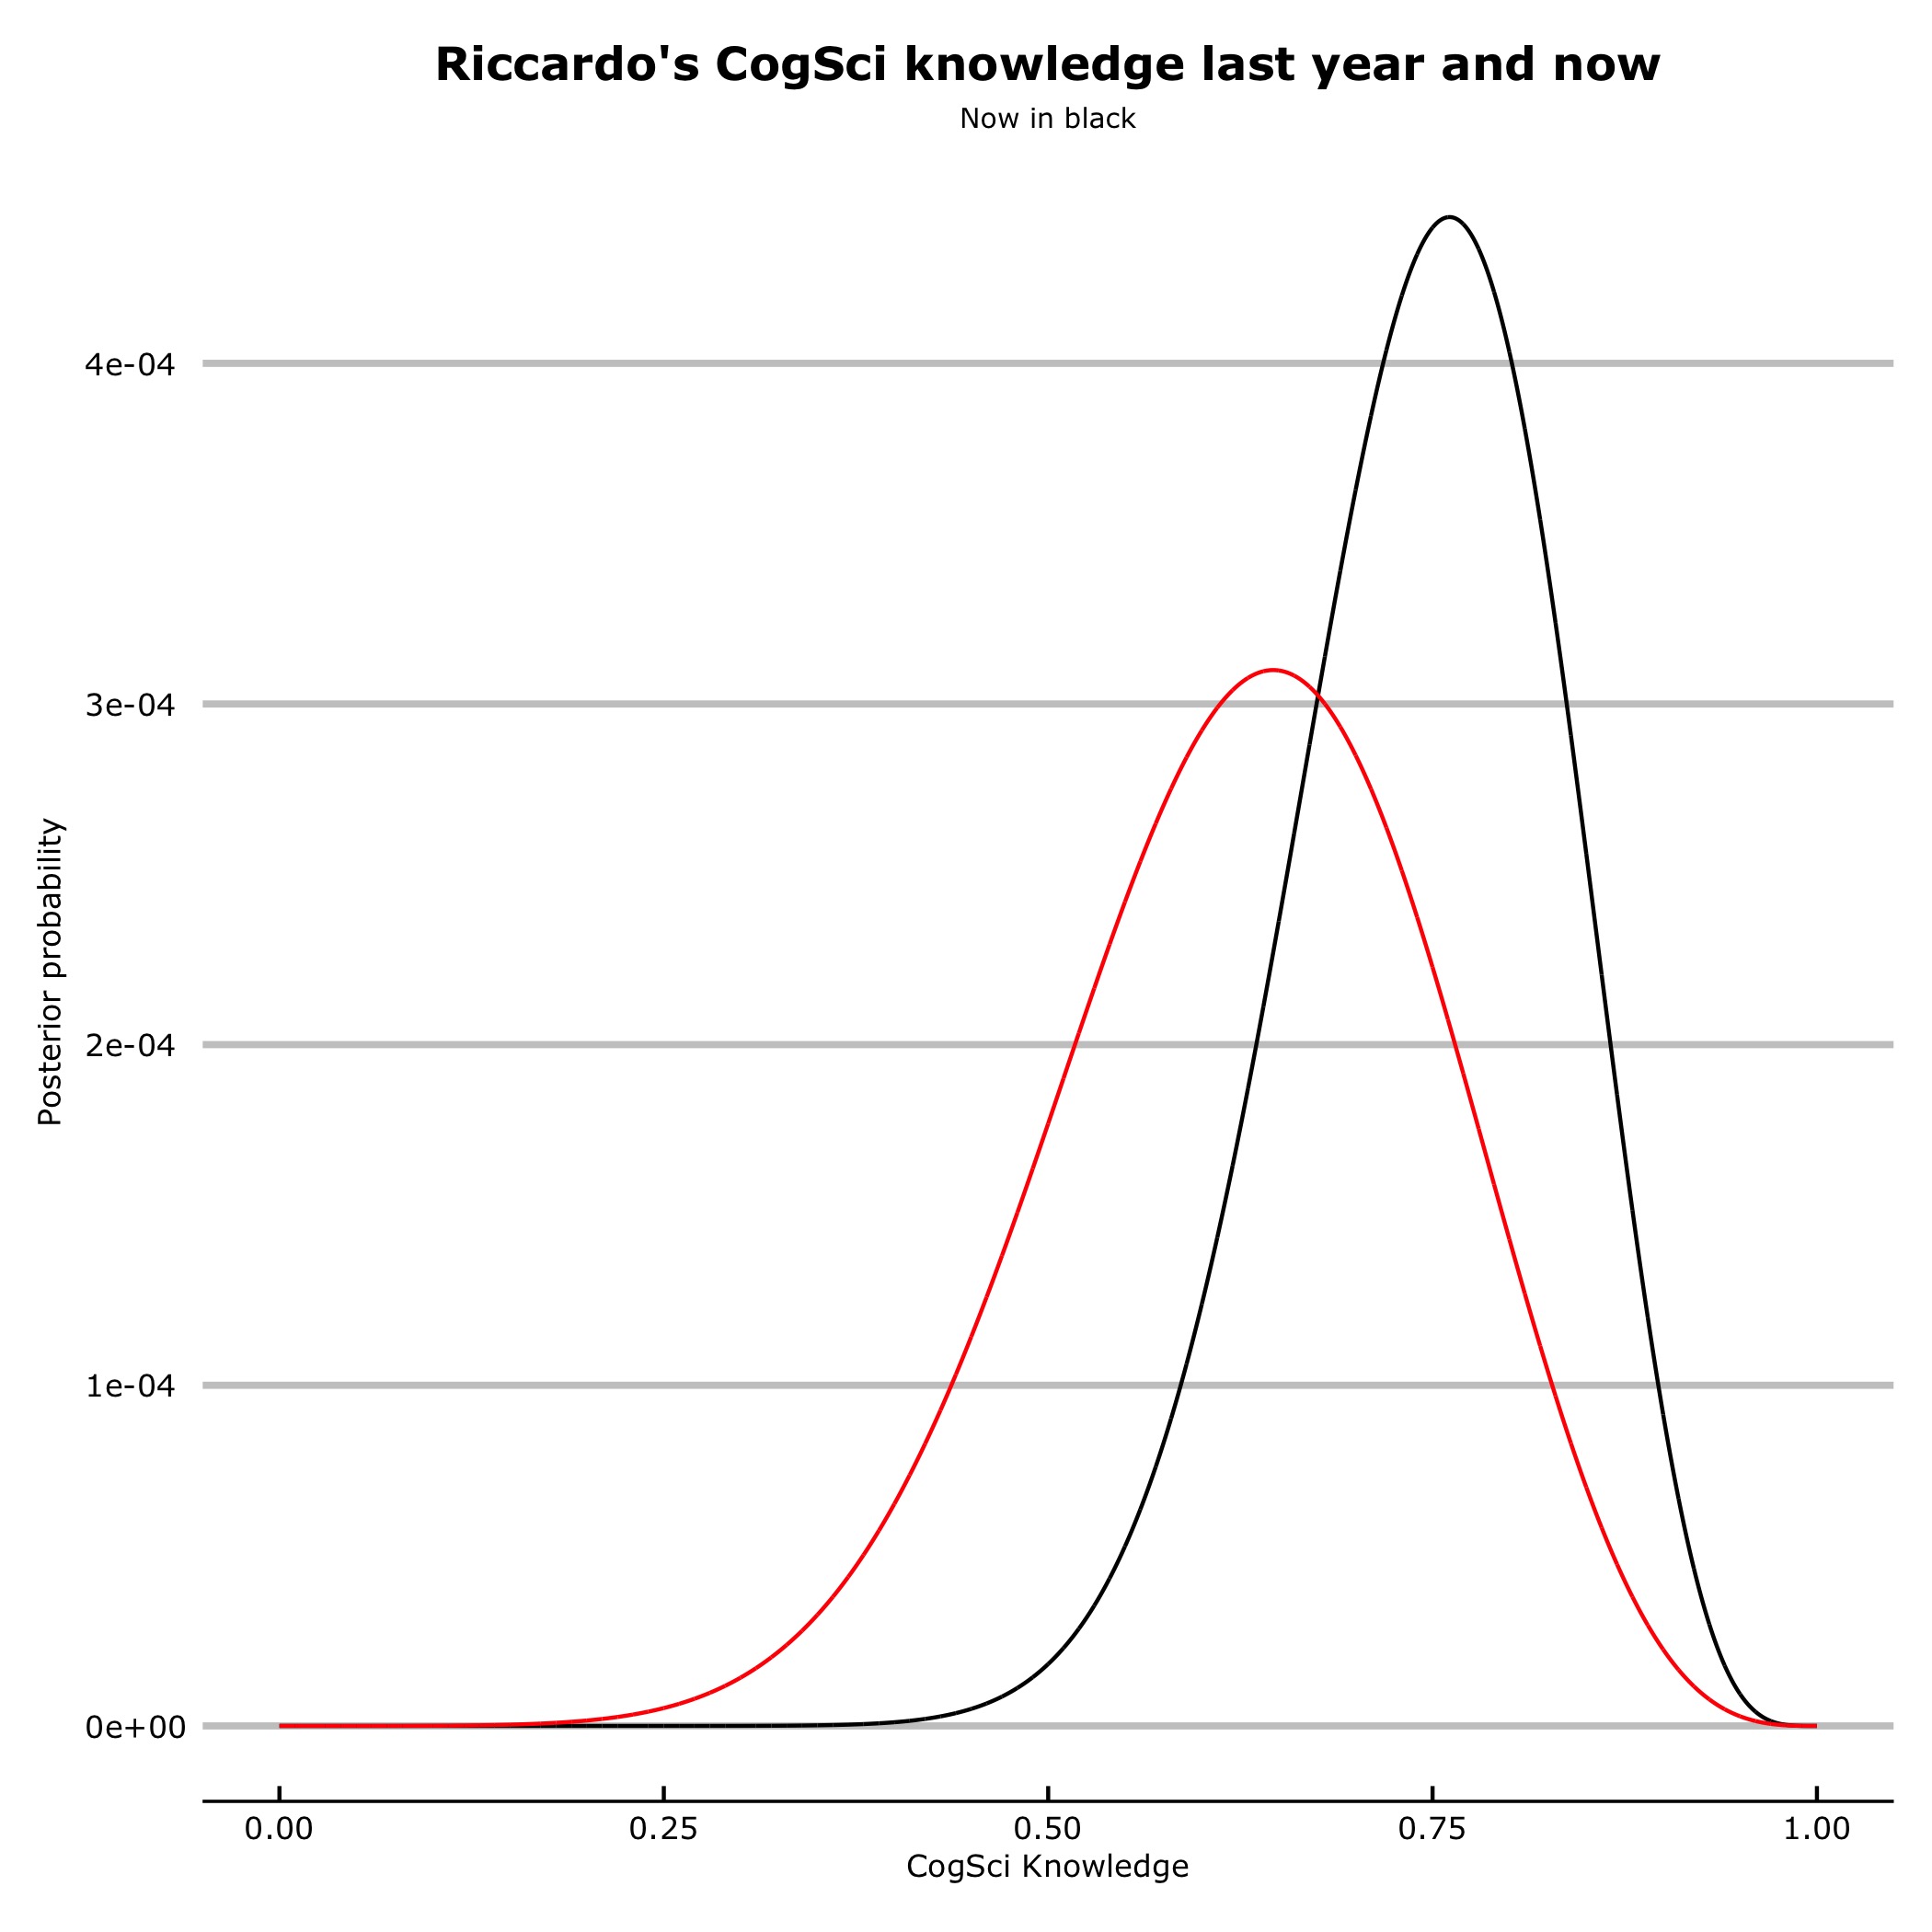 Riccardo's CogSci knowledge last year and now
Now in black
Posterior probability
4e-04
3e-04
2e-04
1e-04
0e+00
0.00 0.25 0.50 0.75 1.00
CogSci Knowledge